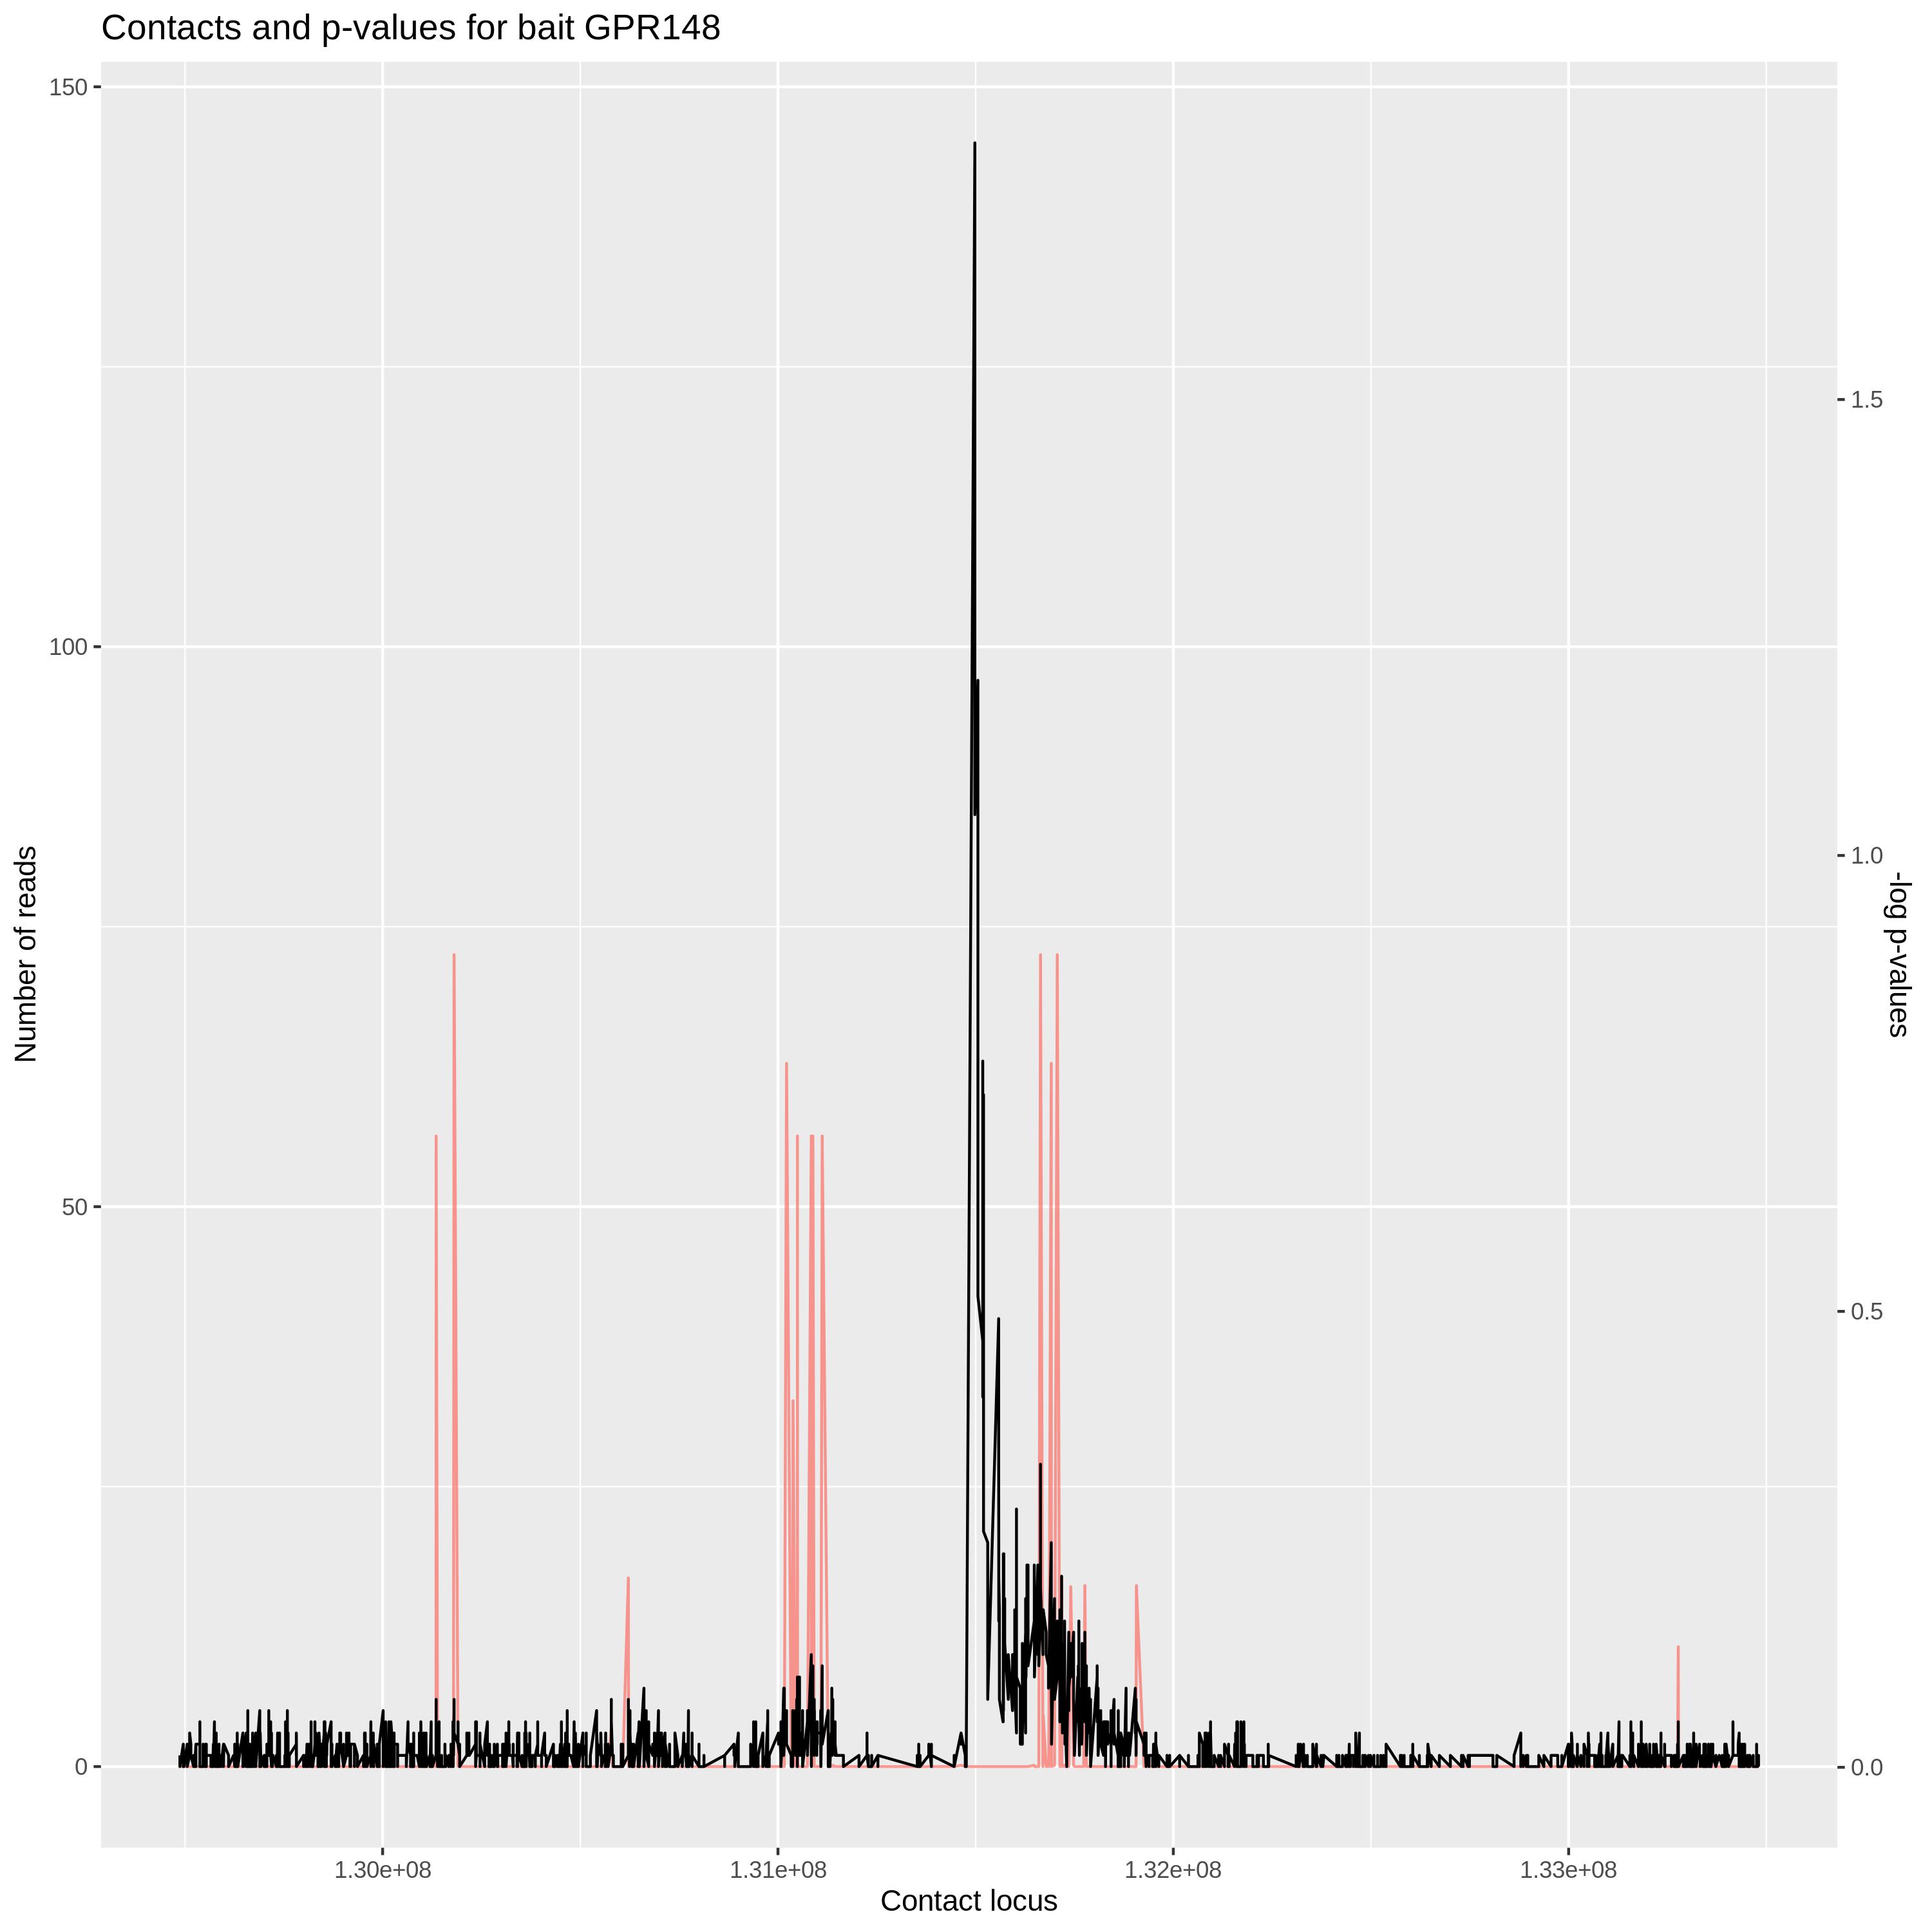 Contacts and p-values for bait GPR148
150
100
50
0
Number of reads
1.5
1.0
0.5
0.0
-log p-values
1.30e+08
1.31e+08
1.32e+08
1.33e+08
Contact locus